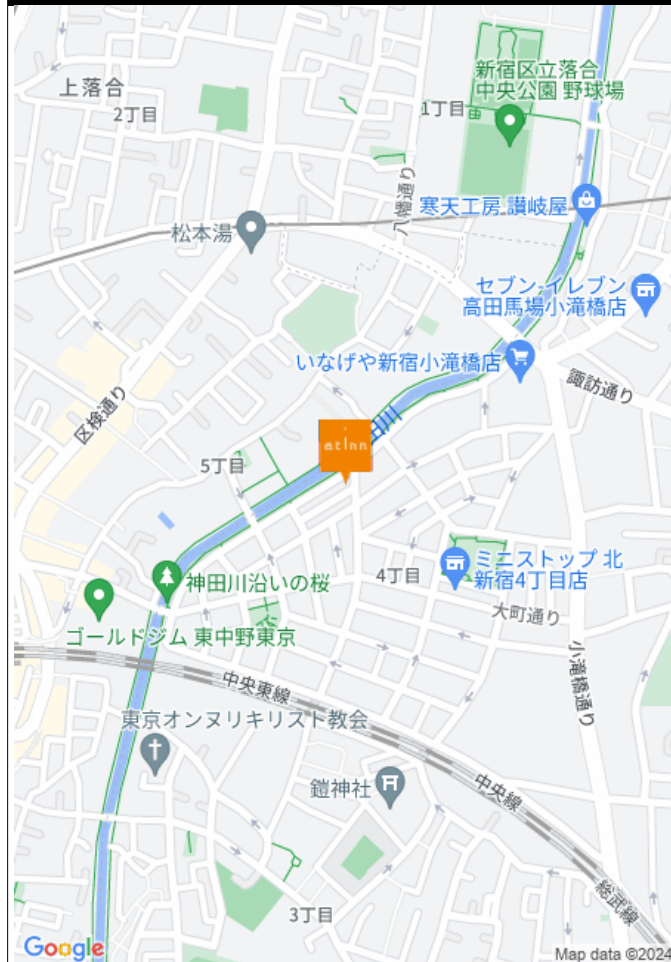 上落合
2丁目
新宿区立落合
中央公園 野球場
1丁目
八幡通り
寒天工房 讃岐屋
松本湯
セブン-イレブン
高田馬場小滝橋店
いなげや新宿小滝橋店
諏訪通り
区検通り
田川
atinn
5丁目
ミニストップ 北
新宿4丁目店
4丁目
神田川沿いの桜
大町通り
ゴールドジム 東中野東京
小滝橋通り
中央東線
東京オンヌリキリスト教会
中央線
鎧神社
総武線
3丁目
Google
Map data ©2024